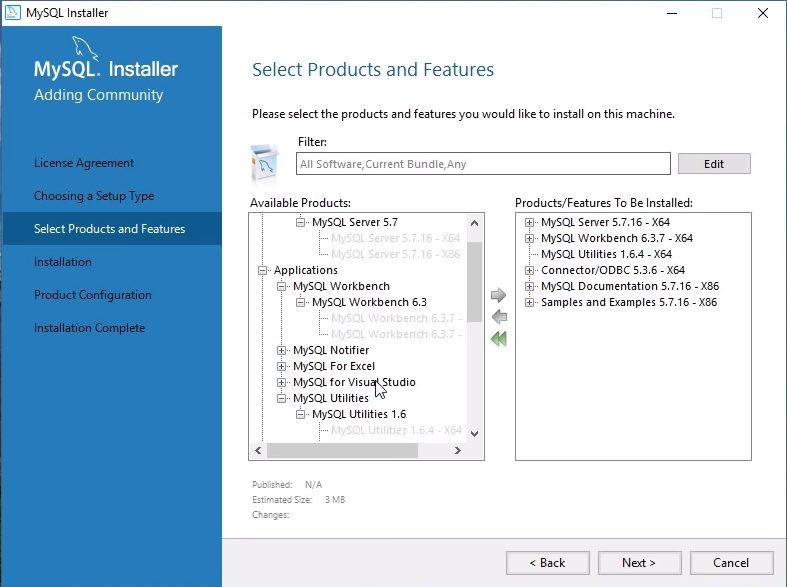 MySQL Installer
MySQL. Installer
Adding Community
License Agreement
Choosing a Setup Type
Select Products and Features
Installation
Product Configuration
Installation Complete
Select Products and Features
Please select the products and features you would like to install on this machine.
Filter:
All Software,Current Bundle,Any
Edit
Available Products:
MySQL Server 5.7
MySQL Server 5.7.16 - X64
MySQL Server 5.7.16 - X86
Applications
MySQL Workbench
MySQL Workbench 6.3
MySQL Workbench 6.3.7 -
MySQL Workbench 6.3.7 -
MySQL Notifier
MySQL For Excel
MySQL for Visual Studio
MySQL Utilities
MySQL Utilities 1.6
MySQL Utilities 1.6.4 - X64
Products/Features To Be Installed:
MySQL Server 5.7.16 - X64
MySQL Workbench 6.3.7 - X64
MySQL Utilities 1.6.4 - X64
Connector/ODBC 5.3.6 - X64
MySQL Documentation 5.7.16 - X86
Samples and Examples 5.7.16 - X86
Published: N/A
Estimated Size: 3 MB
Changes:
< Back
Next >
Cancel